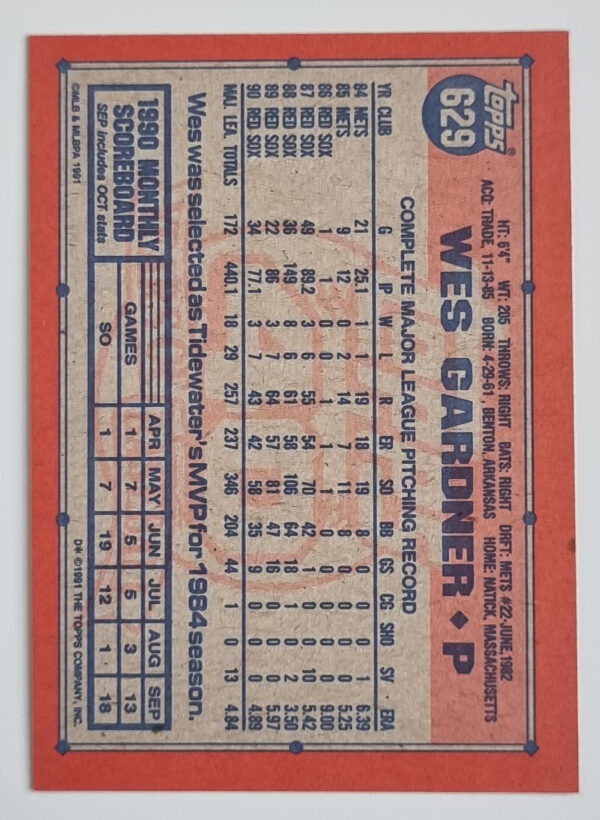 Topps®
629
HT: 6'4" WT: 205 THROWS: RIGHT BATS: RIGHT DRFT: METS #22-JUNE, 1982
ACQ: TRADE, 11-13-85 BORN: 4-29-61, BENTON, ARKANSAS HOME: NATICK, MASSACHUSETTS
WES GARDNER ◆ P
COMPLETE MAJOR LEAGUE PITCHING RECORD
YR CLUB G IP W L R ER SO BB GS CG SHO SV ERA
84 METS 21 25.1 1 1 19 18 19 8 0 0 0 1 6.39
85 METS 9 12 0 2 14 7 11 8 0 0 0 0 5.25
86 RED SOX 1 1 0 0 1 1 1 0 0 0 0 0 9.00
87 RED SOX 49 89.2 3 6 55 54 70 42 1 0 0 10 5.42
88 RED SOX 36 149 8 6 61 58 106 64 18 1 0 2 3.50
89 RED SOX 22 86 3 7 64 57 81 47 16 0 0 0 5.97
90 RED SOX 34 77.1 3 7 43 42 58 35 9 0 0 0 4.89
MAJ. LEA. TOTALS 172 440.1 18 29 257 237 346 204 44 1 0 13 4.84
Wes was selected as Tidewater's MVP for 1984 season.
1990 MONTHLY
SCOREBOARD
SEP includes OCT stats
APR MAY JUN JUL AUG SEP
GAMES 1 7 5 5 3 13
SO 1 7 19 12 1 18
©MLB & MLBPA 1991
D* ©1991 THE TOPPS COMPANY, INC.